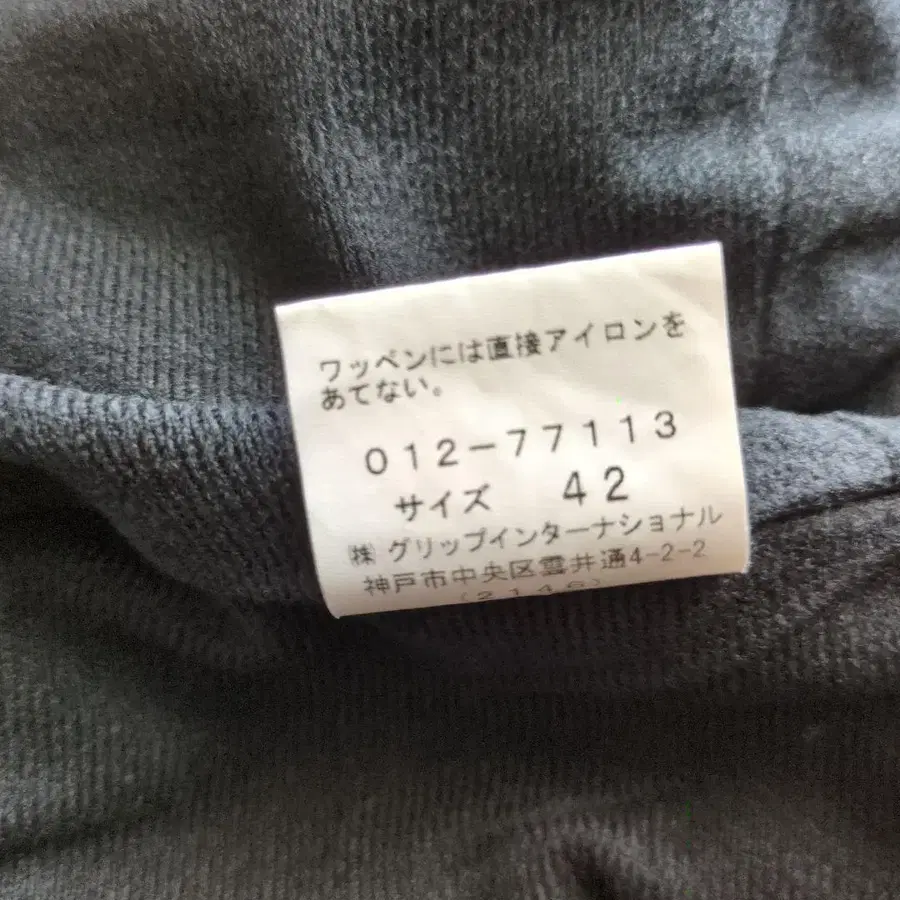 ワッペンには直接アイロンを
あてない。
012-77113
サイズ 42
㈱ グリップインターナショナル
神戸市中央区雲井通4-2-2
(2146)